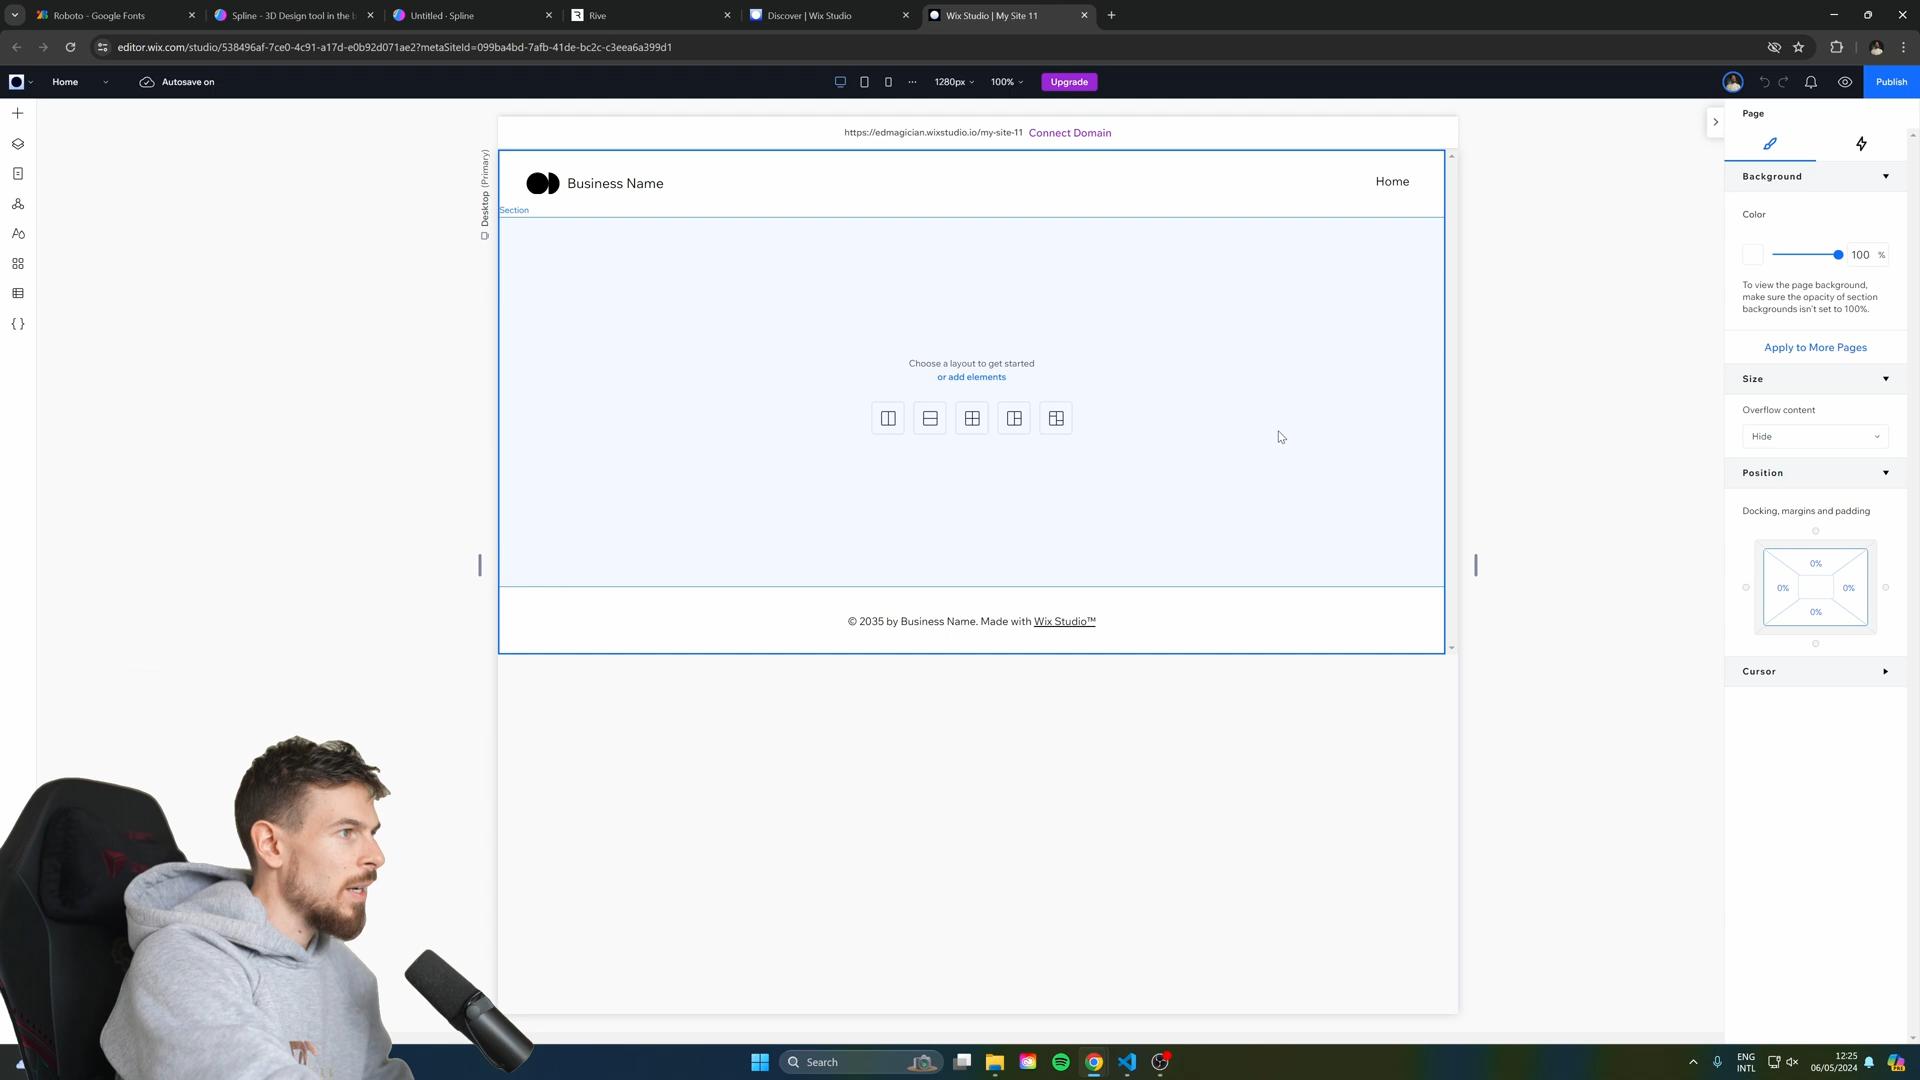 Roboto - Google Fonts
Spline - 3D Design tool in the b
Untitled · Spline
Rive
Discover | Wix Studio
Wix Studio | My Site 11
editor.wix.com/studio/538496af-7ce0-4c91-a17d-e0b92d071ae2?metaSiteId=099ba4bd-7afb-41de-bc2c-c3eea6a399d1
Home
Autosave on
1280px
100%
Upgrade
Publish
https://edmagician.wixstudio.io/my-site-11 Connect Domain
Desktop (Primary)
Business Name
Home
Section
Choose a layout to get started
or add elements
© 2035 by Business Name. Made with Wix Studio™
Page
Background
Color
100 %
To view the page background,
make sure the opacity of section
backgrounds isn't set to 100%.
Apply to More Pages
Size
Overflow content
Hide
Position
Docking, margins and padding
0%
0%
0%
0%
Cursor
Search
ENG
INTL
12:25
06/05/2024
PRE